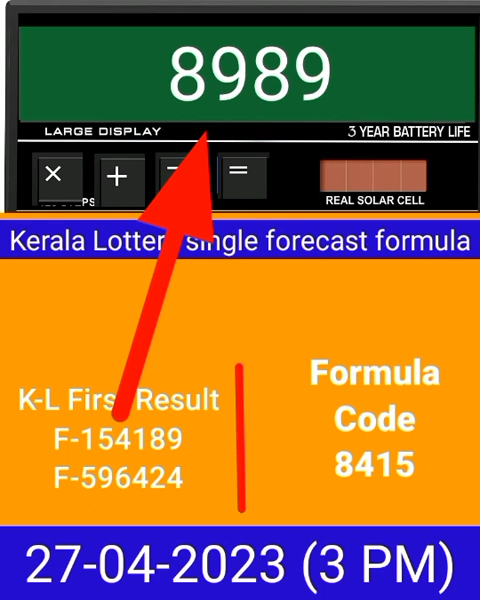 8989
LARGE DISPLAY
3 YEAR BATTERY LIFE
× + =
REAL SOLAR CELL
Kerala Lottery single forecast formula
K-L First Result
F-154189
F-596424
Formula
Code
8415
27-04-2023 (3 PM)